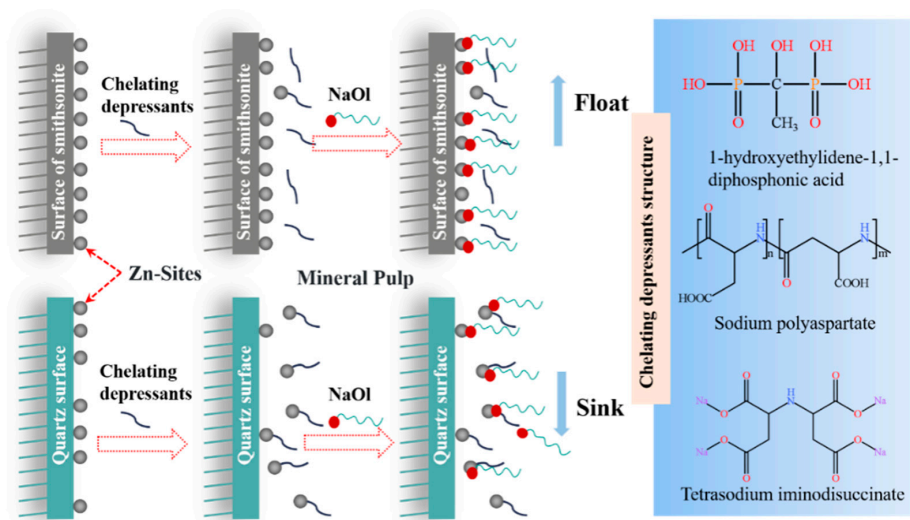 Surface of smithsonite
Chelating
depressants
Surface of smithsonite
NaOl
Surface of smithsonite
Float
Zn-Sites
Mineral Pulp
Quartz surface
Chelating
depressants
Quartz surface
NaOl
Quartz surface
Sink
Chelating depressants structure
OH OH OH
HO P C P OH
O CH3 O
1-hydroxyethylidene-1,1-
diphosphonic acid
O H
N
n
O
H
N
m
HOOC
COOH
Sodium polyaspartate
O H O
Na O N O Na
Na O O Na
O O
Tetrasodium iminodisuccinate